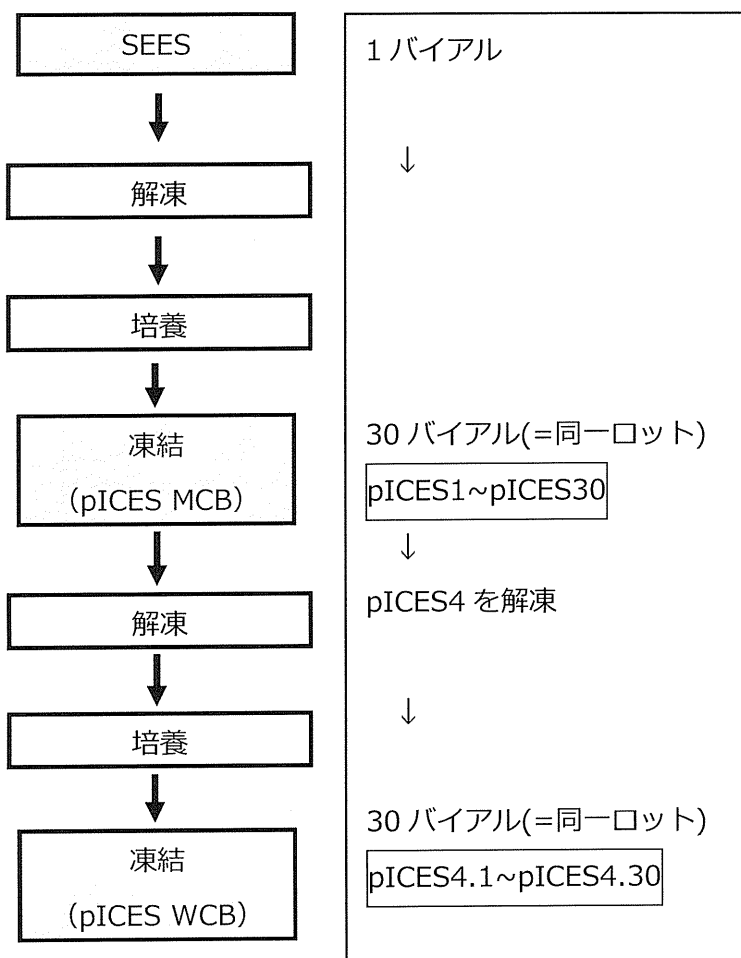 SEES
1 バイアル
↓
解凍
培養
凍結
(pICES MCB)
30 バイアル(=同一ロット)
pICES1~pICES30
↓
解凍
pICES4 を解凍
↓
培養
凍結
(pICES WCB)
30 バイアル(=同一ロット)
pICES4.1~pICES4.30